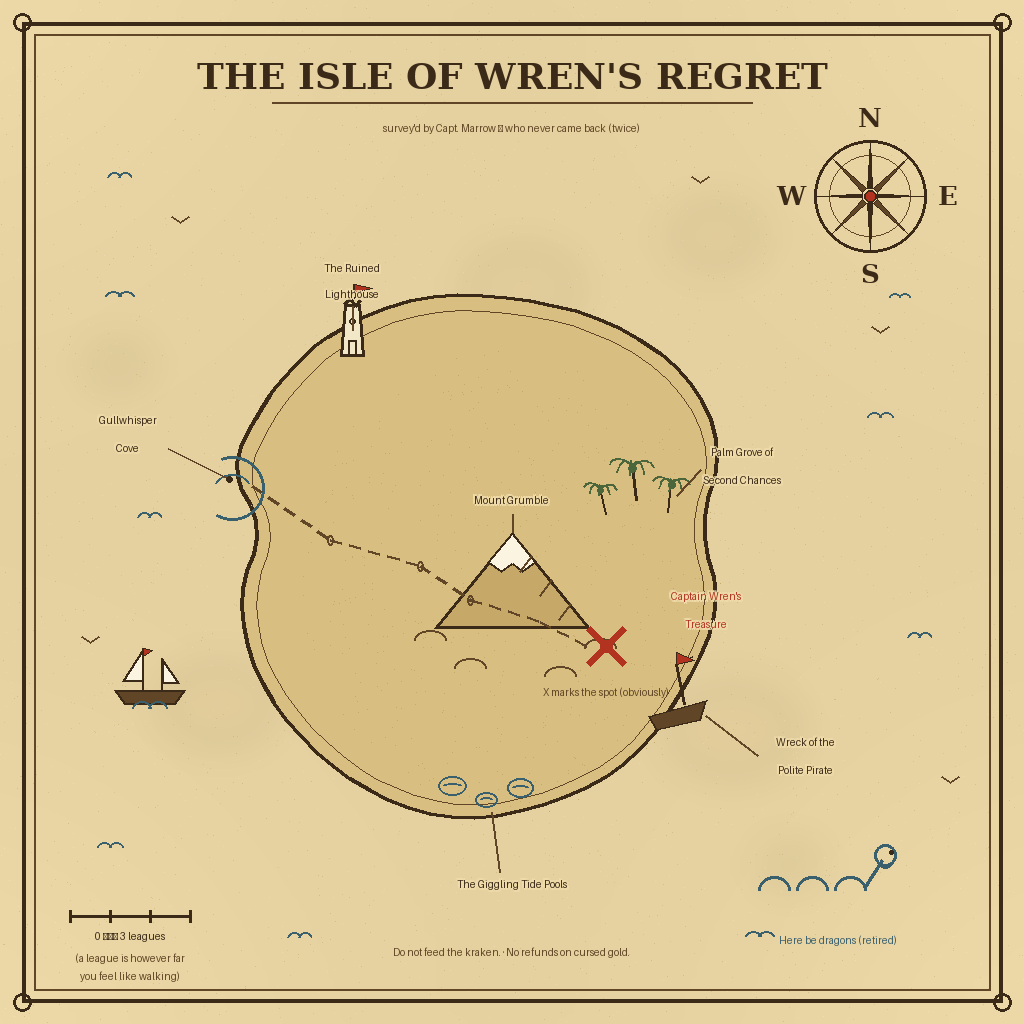 THE ISLE OF WREN'S REGRET
survey'd by Capt. Marrow who never came back (twice)
N
W E
S
The Ruined
Lighthouse
Gullwhisper
Cove
Palm Grove of
Second Chances
Mount Grumble
Captain Wren's
Treasure
X marks the spot (obviously)
Wreck of the
Polite Pirate
The Giggling Tide Pools
0 3 leagues
(a league is however far
you feel like walking)
Do not feed the kraken. · No refunds on cursed gold.
Here be dragons (retired)